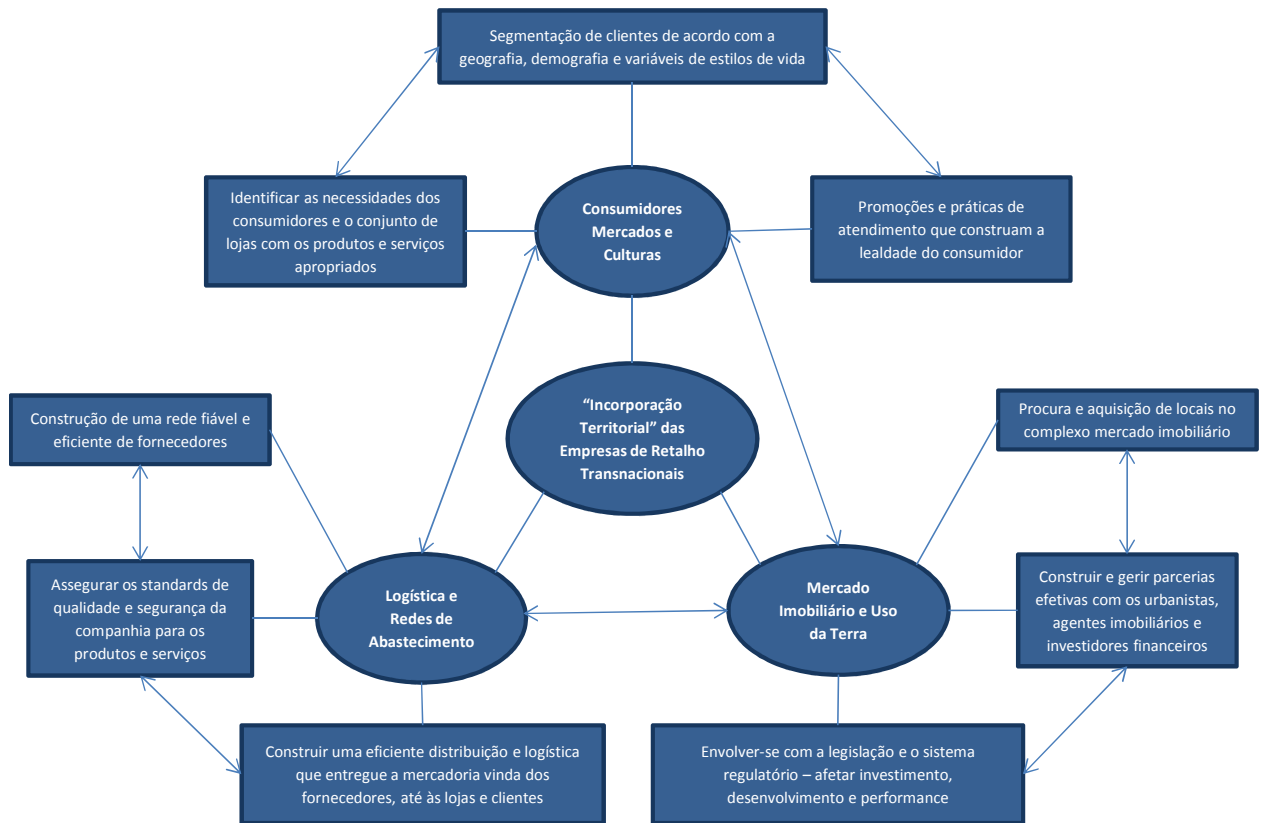 Segmentação de clientes de acordo com a
geografia, demografia e variáveis de estilos de vida
Identificar as necessidades dos
consumidores e o conjunto de
lojas com os produtos e serviços
apropriados
Consumidores
Mercados e
Culturas
Promoções e práticas de
atendimento que construam a
lealdade do consumidor
“Incorporação
Territorial” das
Empresas de Retalho
Transnacionais
Construção de uma rede fiável e
eficiente de fornecedores
Procura e aquisição de locais no
complexo mercado imobiliário
Assegurar os standards de
qualidade e segurança da
companhia para os
produtos e serviços
Logística e
Redes de
Abastecimento
Mercado
Imobiliário e Uso
da Terra
Construir e gerir parcerias
efetivas com os urbanistas,
agentes imobiliários e
investidores financeiros
Construir uma eficiente distribuição e logística
que entregue a mercadoria vinda dos
fornecedores, até às lojas e clientes
Envolver-se com a legislação e o sistema
regulatório – afetar investimento,
desenvolvimento e performance